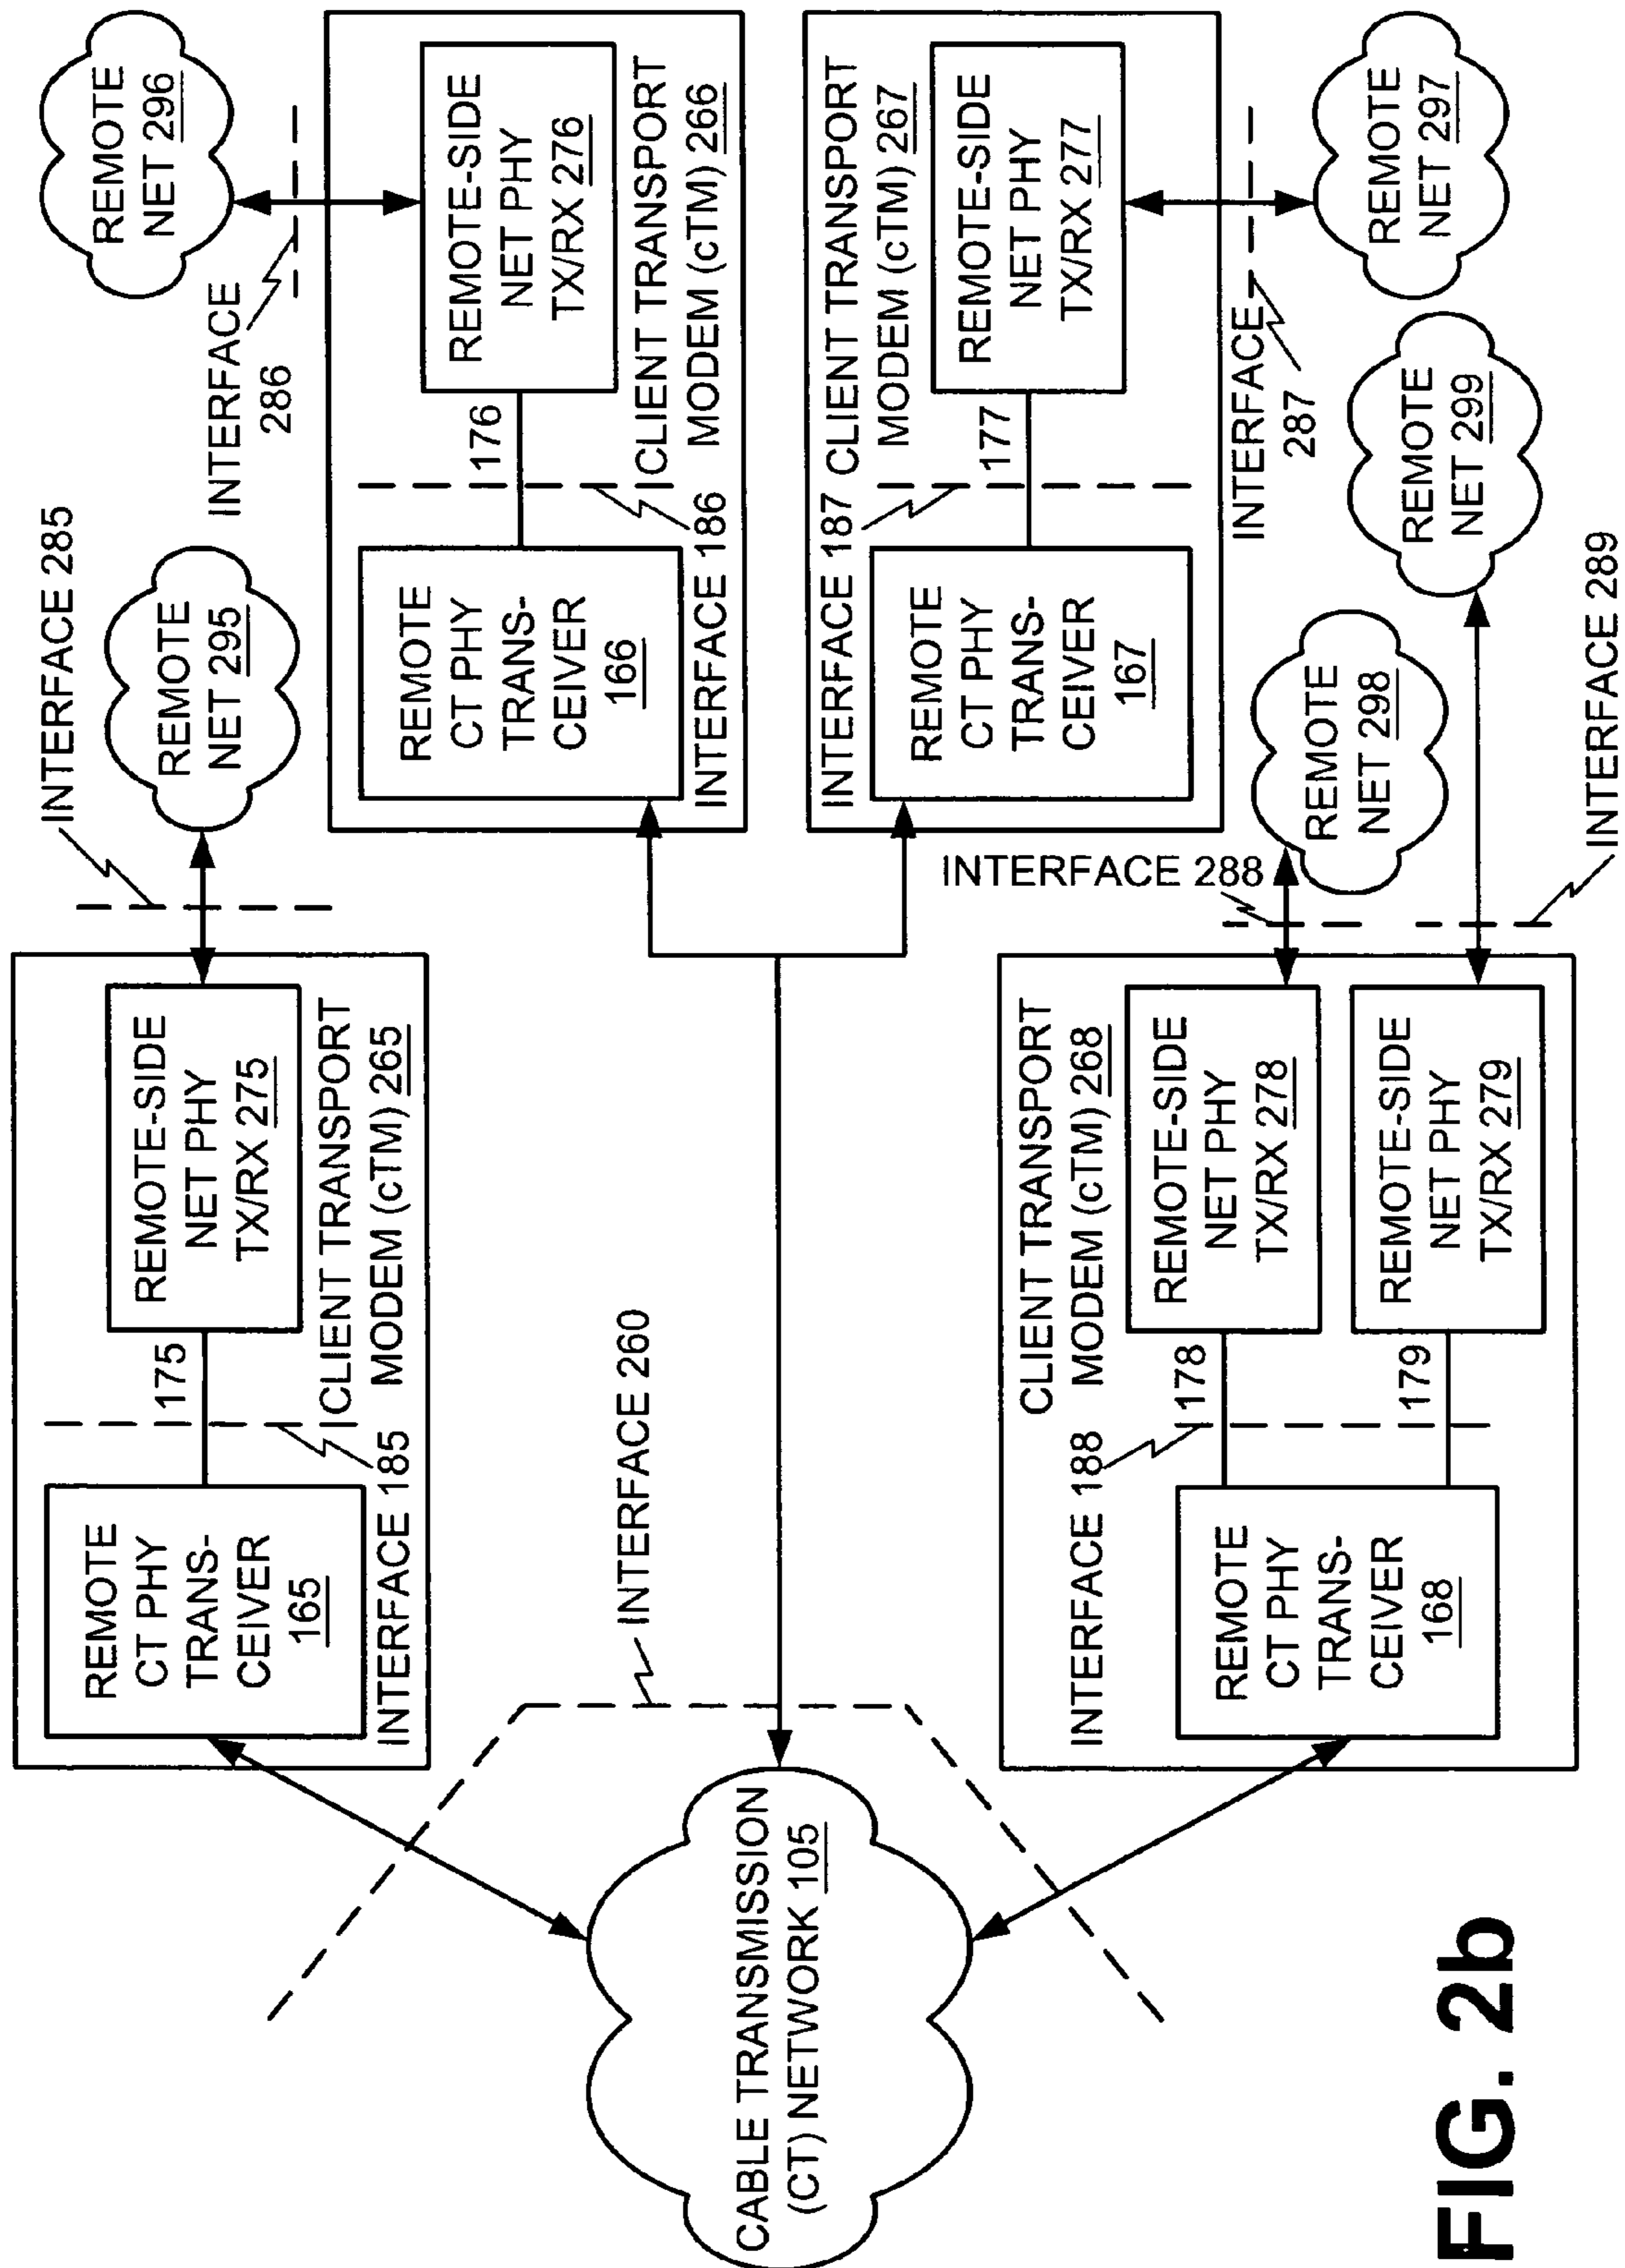 REMOTE
CT PHY
TRANS-
CEIVER
165
175
REMOTE-SIDE
NET PHY
TX/RX 275
CLIENT TRANSPORT
MODEM (cTM) 265
INTERFACE 185
INTERFACE 285
REMOTE
NET 295
INTERFACE
286
REMOTE
NET 296
REMOTE
CT PHY
TRANS-
CEIVER
166
176
REMOTE-SIDE
NET PHY
TX/RX 276
CLIENT TRANSPORT
MODEM (cTM) 266
INTERFACE 186
INTERFACE 187
CLIENT TRANSPORT
MODEM (cTM) 267
REMOTE
CT PHY
TRANS-
CEIVER
167
177
REMOTE-SIDE
NET PHY
TX/RX 277
INTERFACE
287
REMOTE
NET 297
INTERFACE 260
CABLE TRANSMISSION
(CT) NETWORK 105
CLIENT TRANSPORT
MODEM (cTM) 268
INTERFACE 188
REMOTE
CT PHY
TRANS-
CEIVER
168
178
REMOTE-SIDE
NET PHY
TX/RX 278
179
REMOTE-SIDE
NET PHY
TX/RX 279
INTERFACE 288
REMOTE
NET 298
REMOTE
NET 299
INTERFACE 289
FIG. 2b